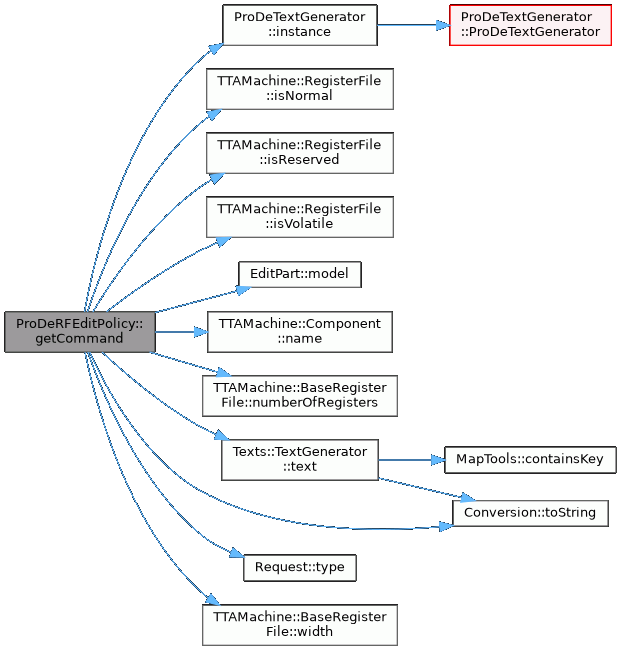 ProDeTextGenerator
::instance
ProDeTextGenerator
::ProDeTextGenerator
TTAMachine::RegisterFile
::isNormal
TTAMachine::RegisterFile
::isReserved
TTAMachine::RegisterFile
::isVolatile
EditPart::model
ProDeRFEditPolicy::
getCommand
TTAMachine::Component
::name
TTAMachine::BaseRegister
File::numberOfRegisters
Texts::TextGenerator
::text
MapTools::containsKey
Conversion::toString
Request::type
TTAMachine::BaseRegister
File::width